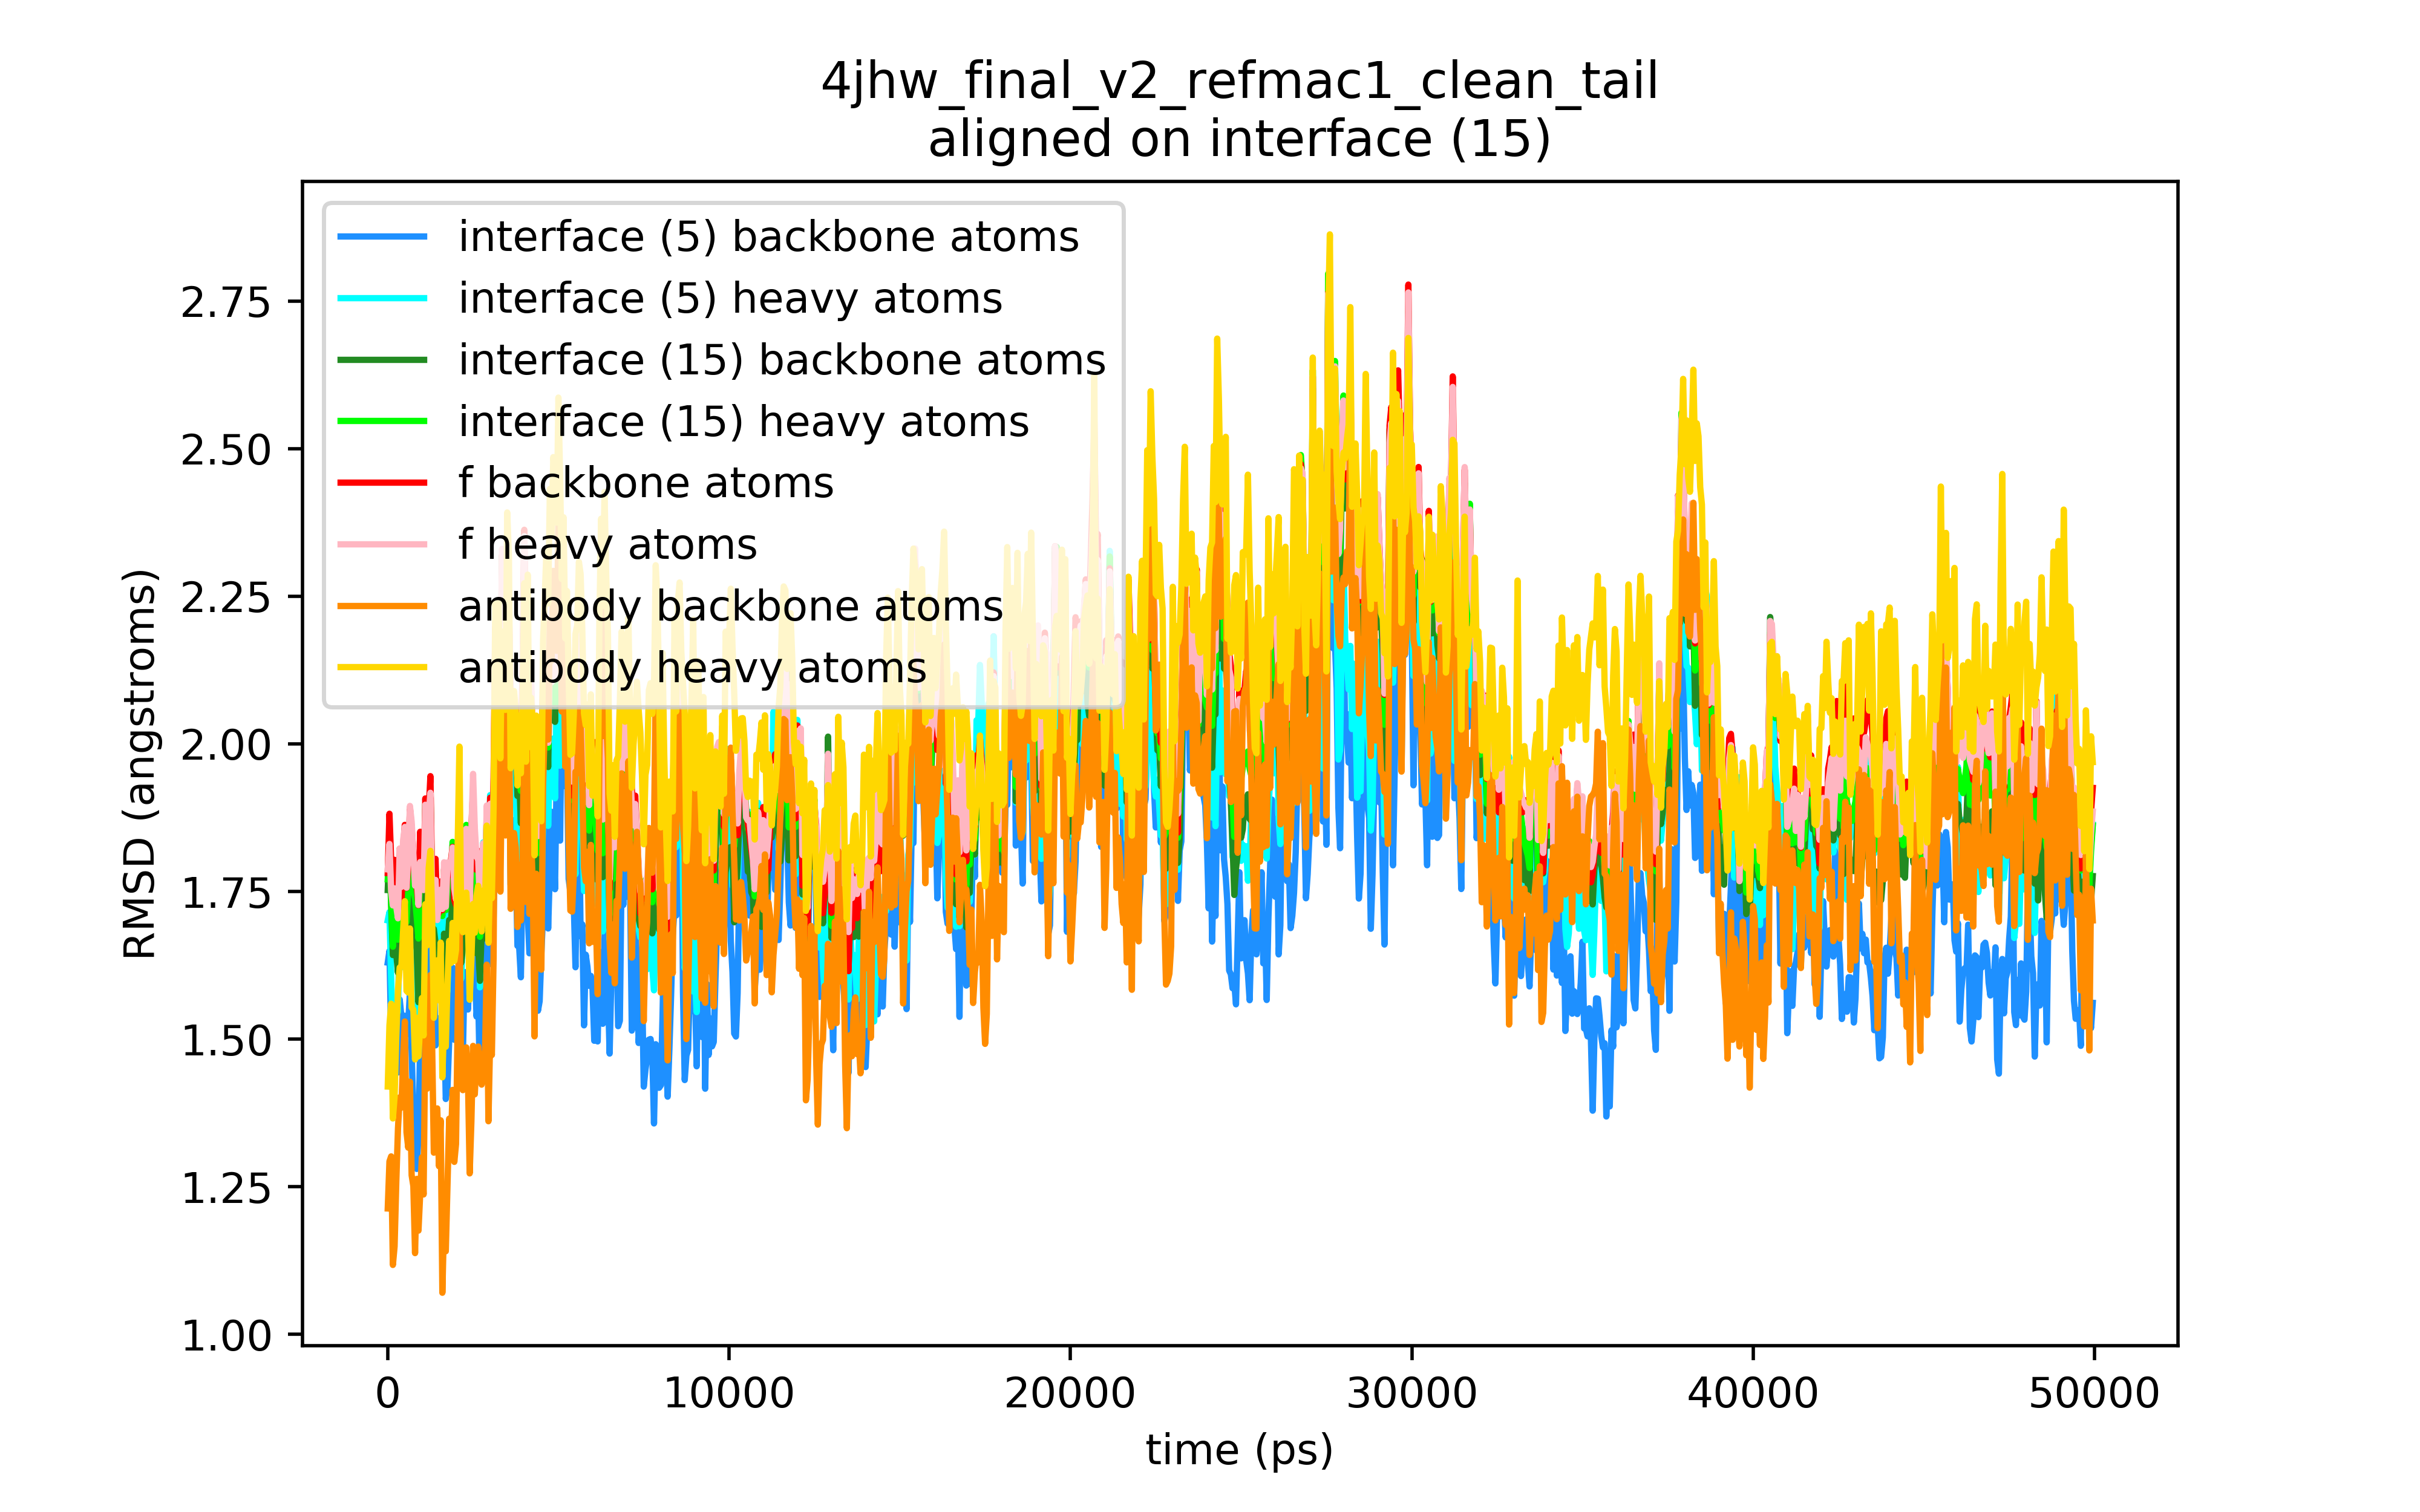 4jhw_final_v2_refmac1_clean_tail
aligned on interface (15)
interface (5) backbone atoms
interface (5) heavy atoms
interface (15) backbone atoms
interface (15) heavy atoms
f backbone atoms
f heavy atoms
antibody backbone atoms
antibody heavy atoms
RMSD (angstroms)
2.75
2.50
2.25
2.00
1.75
1.50
1.25
1.00
0
10000
20000
30000
40000
50000
time (ps)